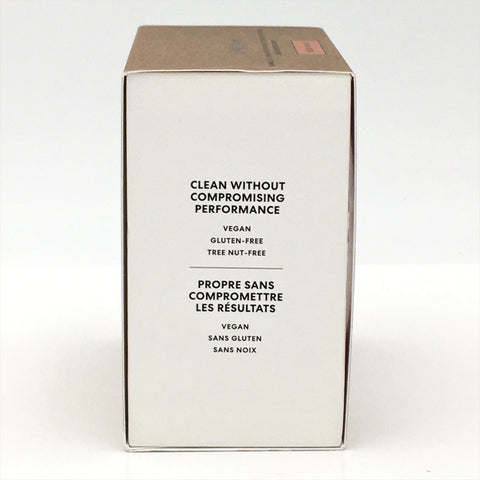 CLEAN WITHOUT
COMPROMISING
PERFORMANCE
VEGAN
GLUTEN-FREE
TREE NUT-FREE
PROPRE SANS
COMPROMETTRE
LES RÉSULTATS
VEGAN
SANS GLUTEN
SANS NOIX